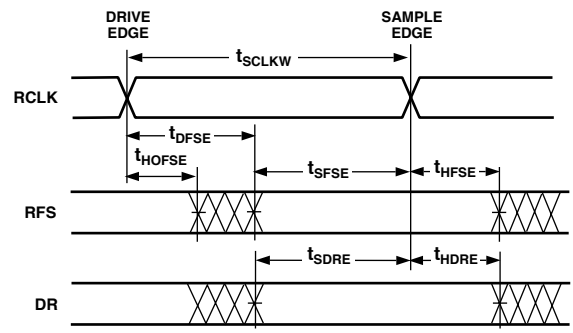 DRIVE
EDGE
SAMPLE
EDGE
tSCLKW
RCLK
tDFSE
tHOFSE
tSFSE
tHFSE
RFS
tSDRE
tHDRE
DR